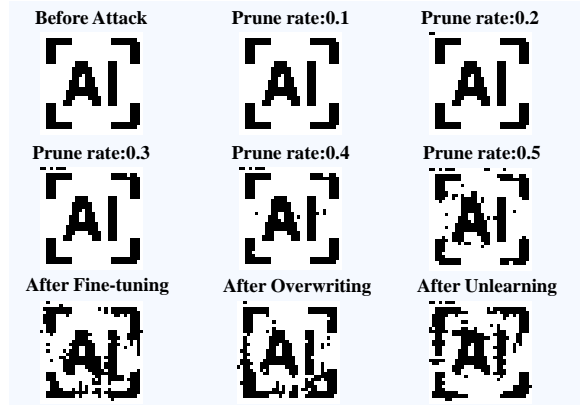 Before Attack Prune rate:0.1 Prune rate:0.2
AI AI AI
Prune rate:0.3 Prune rate:0.4 Prune rate:0.5
AI AI AI
After Fine-tuning After Overwriting After Unlearning
AI AI AI